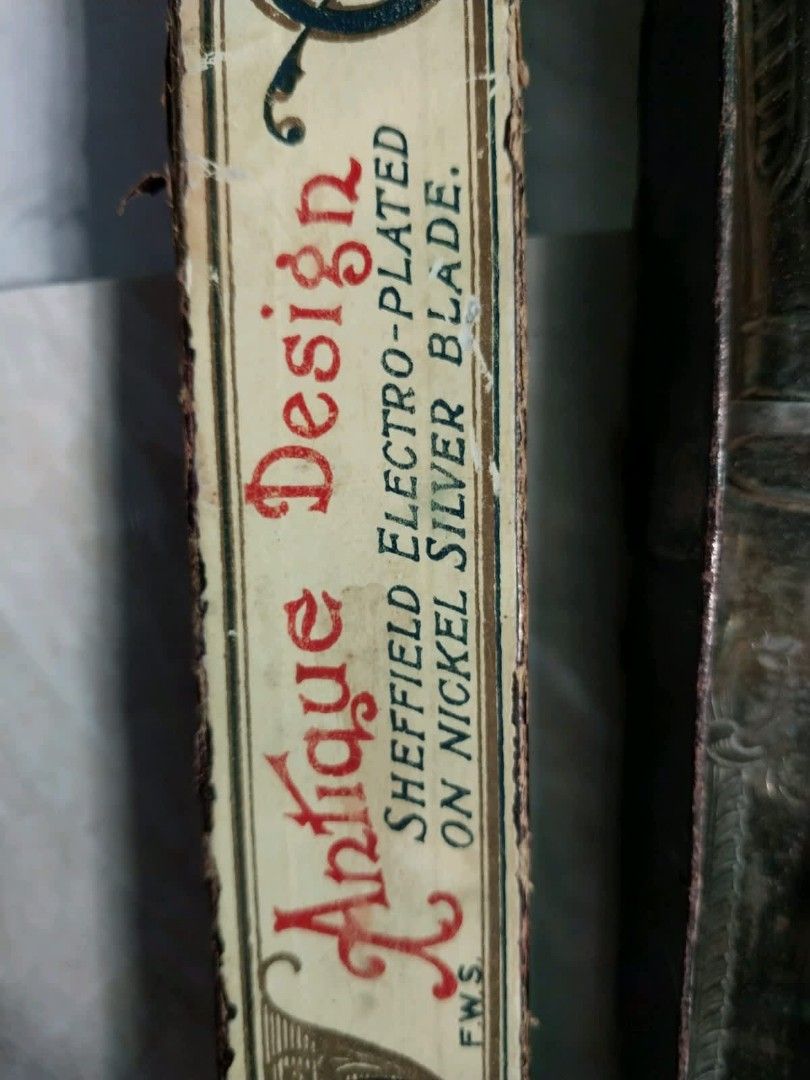 Antique Design
SHEFFIELD ELECTRO-PLATED
ON NICKEL SILVER BLADE.
F.W.S.